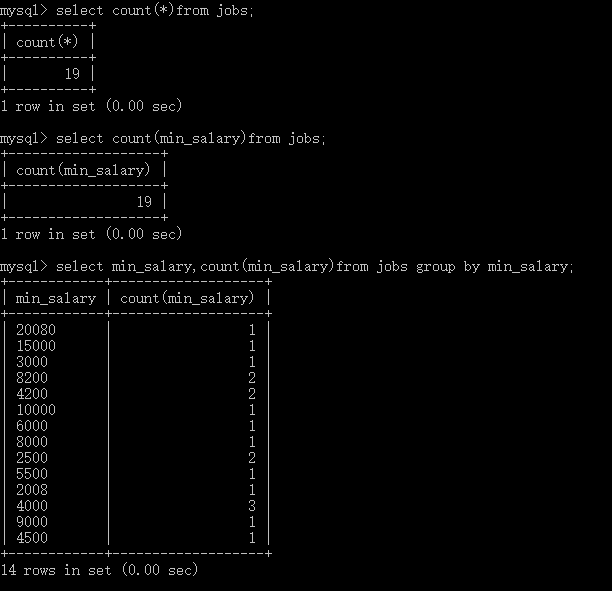 mysql> select count(*)from jobs;
+----------+
| count(*) |
+----------+
|       19 |
+----------+
1 row in set (0.00 sec)

mysql> select count(min_salary)from jobs;
+-------------------+
| count(min_salary) |
+-------------------+
|                19 |
+-------------------+
1 row in set (0.00 sec)

mysql> select min_salary,count(min_salary)from jobs group by min_salary;
+------------+-------------------+
| min_salary | count(min_salary) |
+------------+-------------------+
| 20080      |                 1 |
| 15000      |                 1 |
| 3000       |                 1 |
| 8200       |                 2 |
| 4200       |                 2 |
| 10000      |                 1 |
| 6000       |                 1 |
| 8000       |                 1 |
| 2500       |                 2 |
| 5500       |                 1 |
| 2008       |                 1 |
| 4000       |                 3 |
| 9000       |                 1 |
| 4500       |                 1 |
+------------+-------------------+
14 rows in set (0.00 sec)